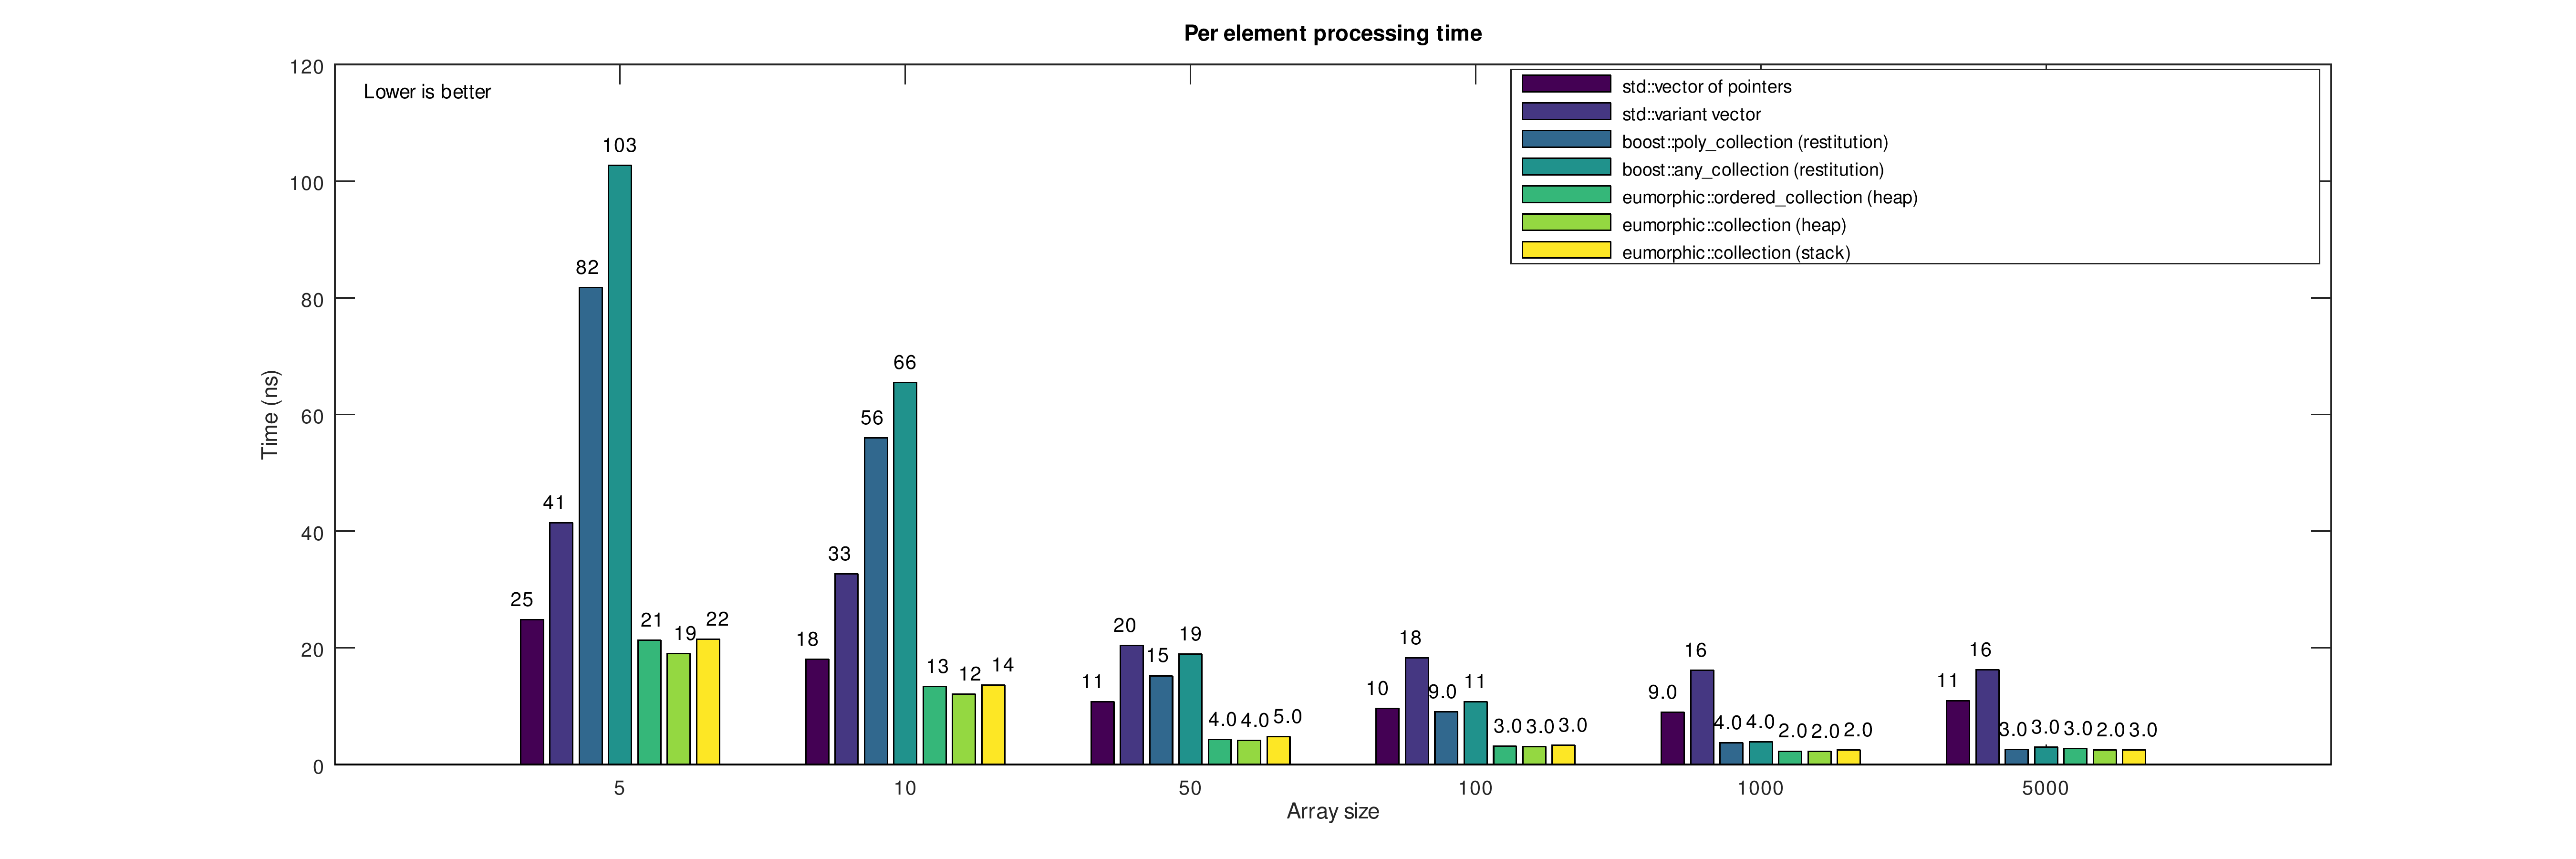 Per element processing time
Lower is better
std::vector of pointers
std::variant vector
boost::poly_collection (restitution)
boost::any_collection (restitution)
eumorphic::ordered_collection (heap)
eumorphic::collection (heap)
eumorphic::collection (stack)
Time (ns)
120
100
80
60
40
20
0
25 41 82 103 21 19 22
18 33 56 66 13 12 14
11 20 15 19 4.0 4.0 5.0
10 18 9.0 11 3.0 3.0 3.0
9.0 16 4.0 4.0 2.0 2.0 2.0
11 16 3.0 3.0 3.0 2.0 3.0
5 10 50 100 1000 5000
Array size